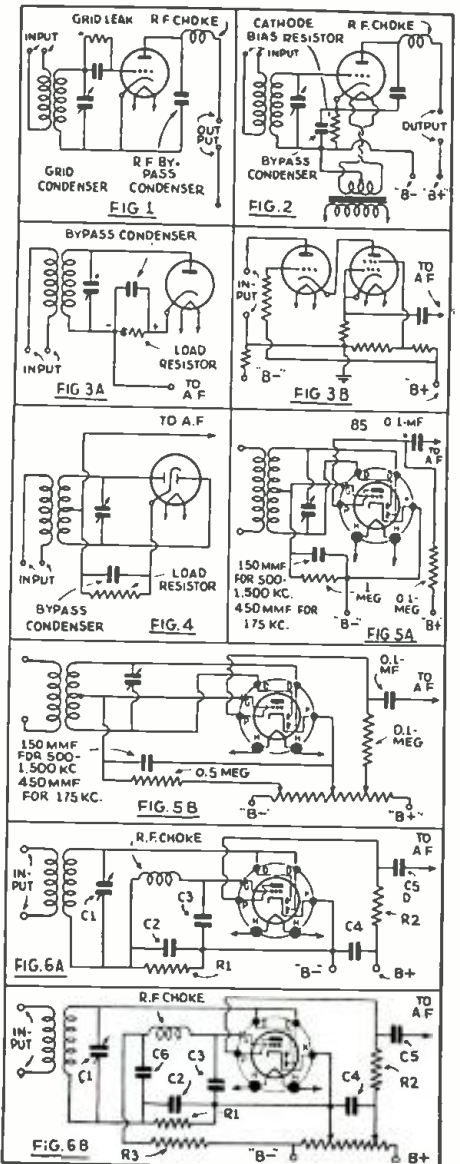 INPUT
GRID LEAK
R F CHOKE
OUT
PUT
GRID
CONDENSER
R F BY-
PASS
CONDENSER
FIG 1
CATHODE
BIAS RESISTOR
R.F. CHOKE
INPUT
OUTPUT
BYPASS
CONDENSER
"B-" "B+"
FIG. 2
BYPASS CONDENSER
- +
LOAD
RESISTOR
INPUT
TO
A F
FIG 3A
TO
A F
IN-
PUT
"B-"
"B+"
FIG 3B
TO A.F
INPUT
LOAD
RESISTOR
BYPASS
CONDENSER
FIG. 4
85
0.1-MF
TO
A F
D D
G
P
H H
150 MMF
FOR 500-
1,500 KC.
450 MMF FOR
175 KC.
1
MEG
0.1-
MEG
"B-" B+
FIG 5A
0.1-
MF
TO
A F
D D
G P
H H
0.1-
MEG
150 MMF
FOR 500-
1,500 KC
450 MMF
FOR 175 KC.
0.5 MEG
"B-" "B+"
FIG. 5B
R.F. CHOKE
TO
A F
IN-
PUT
C1
C3
C5
D
C2
C4
R2
R1
"B-" B+
FIG. 6A
R.F. CHOKE
TO
A F
IN-
PUT
C1
C6
C3
C5
C2
C4
R2
R1
R3
"B-" B+
FIG. 6B